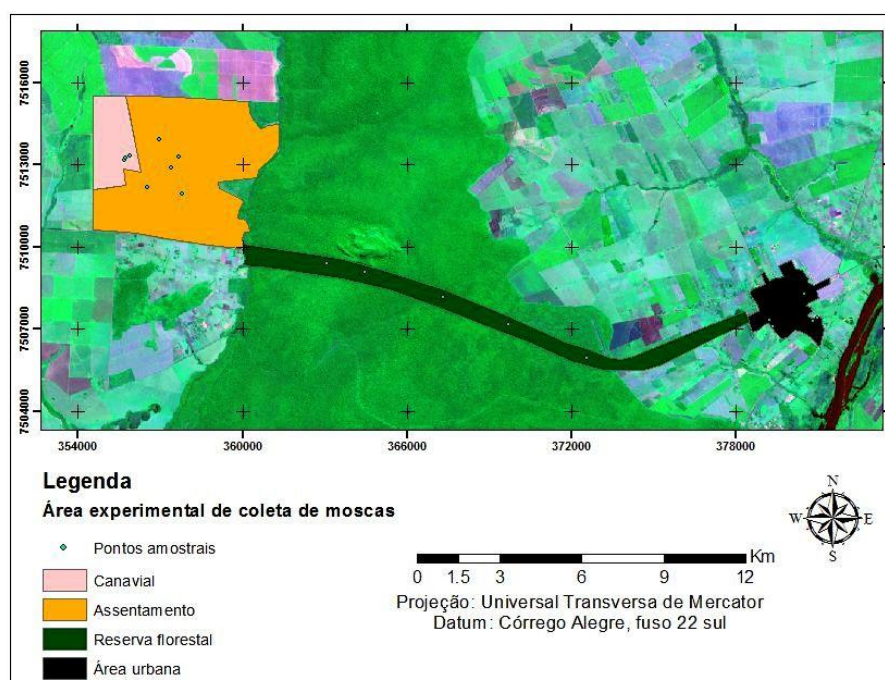 7516000
7513000
7510000
7507000
7504000
354000 360000 366000 372000 378000
Legenda
Área experimental de coleta de moscas
Pontos amostrais
Canavial
Assentamento
Reserva florestal
Área urbana
N
W E
S
Km
0 1.5 3 6 9 12
Projeção: Universal Transversa de Mercator
Datum: Córrego Alegre, fuso 22 sul